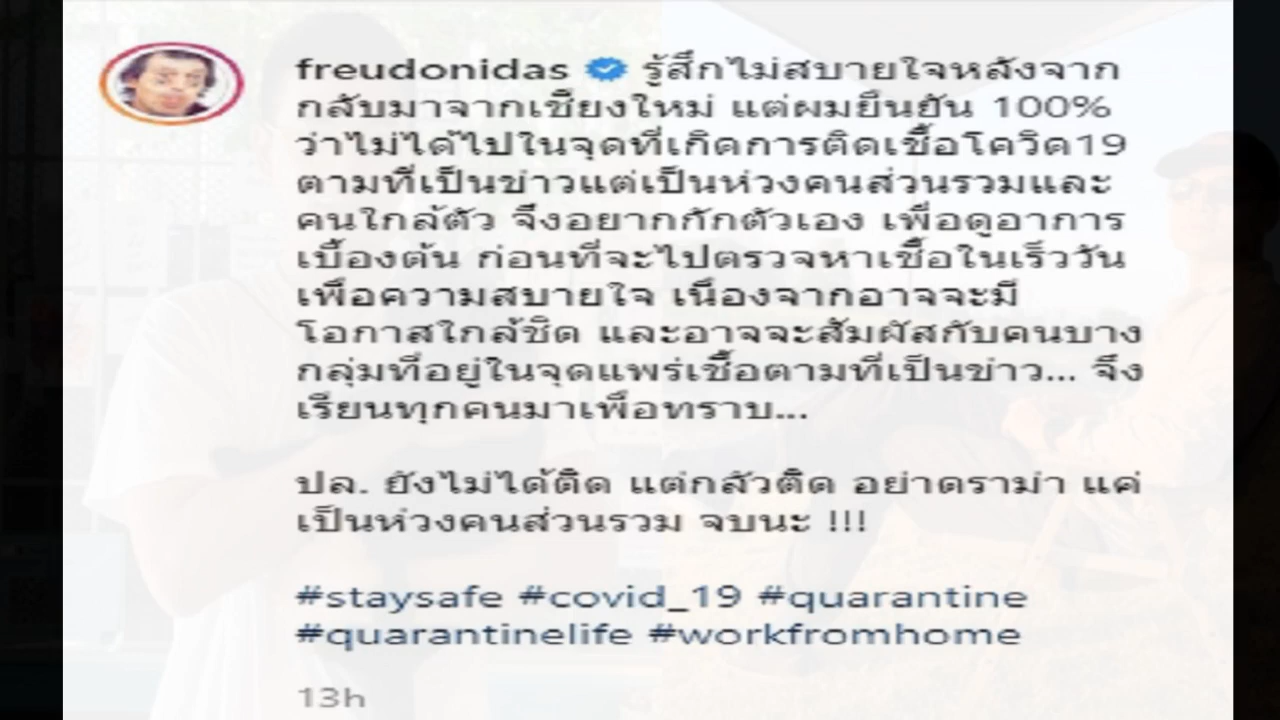 freudonidas รู้สึกไม่สบายใจหลังจาก
กลับมาจากเชียงใหม่ แต่ผมยืนยัน 100%
ว่าไม่ได้ไปในจุดที่เกิดการติดเชื้อโควิด19
ตามที่เป็นข่าวแต่เป็นห่วงคนส่วนรวมและ
คนใกล้ตัว จึงอยากกักตัวเอง เพื่อดูอาการ
เบื้องต้น ก่อนที่จะไปตรวจหาเชื้อในเร็ววัน
เพื่อความสบายใจ เนื่องจากอาจจะมี
โอกาสใกล้ชิด และอาจจะสัมผัสกับคนบาง
กลุ่มที่อยู่ในจุดแพร่เชื้อตามที่เป็นข่าว... จึง
เรียนทุกคนมาเพื่อทราบ...
ปล. ยังไม่ได้ติด แต่กลัวติด อย่าดราม่า แค่
เป็นห่วงคนส่วนรวม จบนะ !!!
#staysafe #covid_19 #quarantine
#quarantinelife #workfromhome
13h